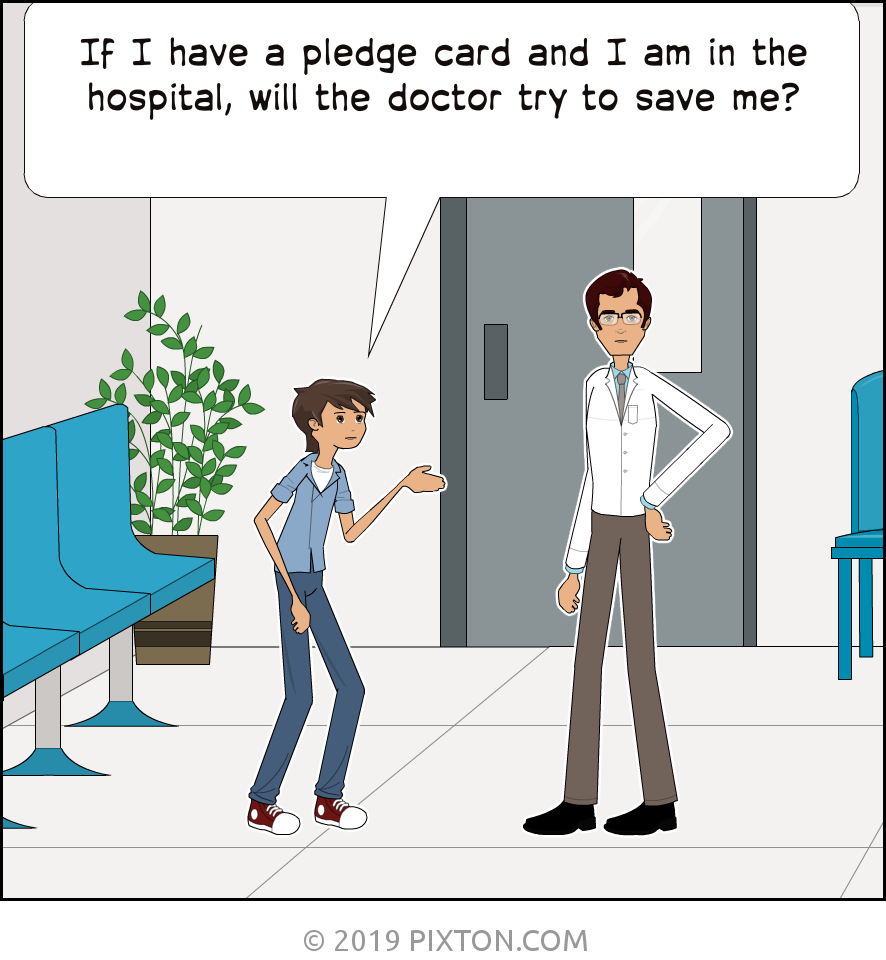 If I have a pledge card and I am in the
hospital, will the doctor try to save me?
© 2019 PIXTON.COM